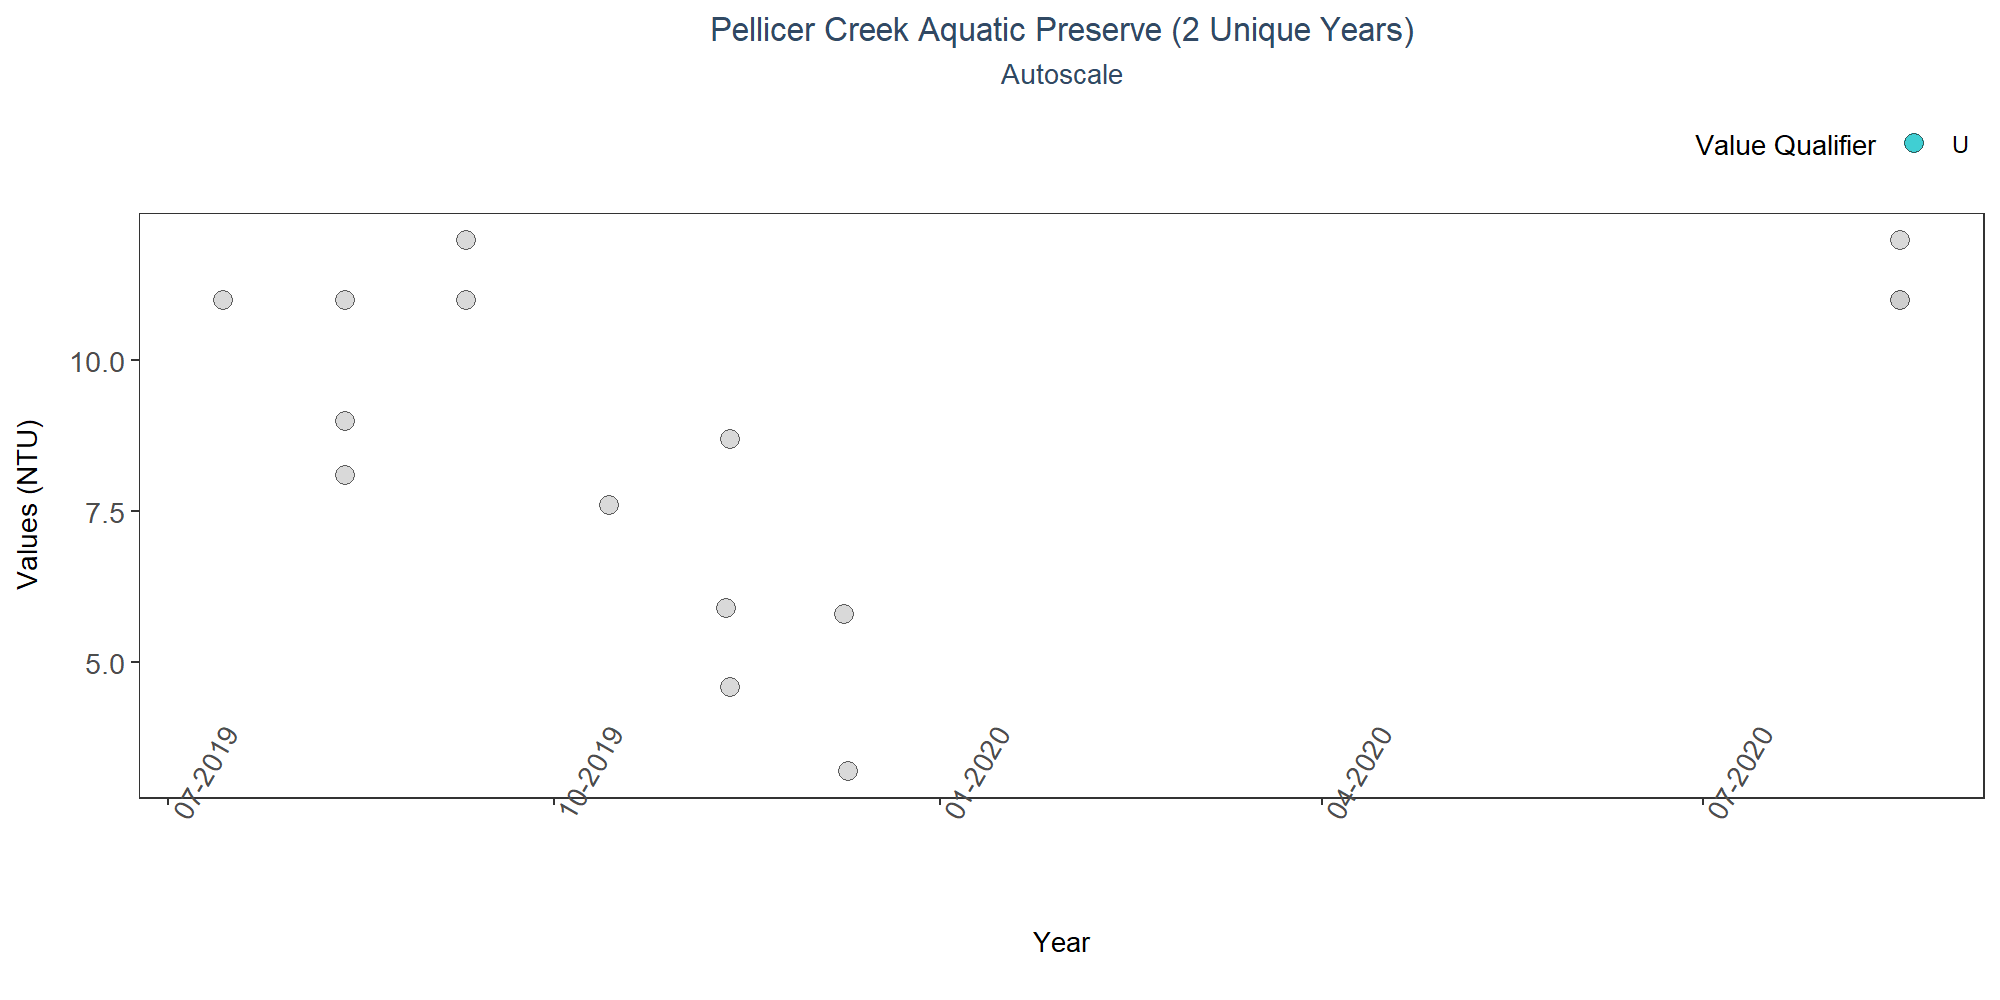 Pellicer Creek Aquatic Preserve (2 Unique Years)
Autoscale
Value Qualifier U
Values (NTU)
10.0
7.5
5.0
07-2019 10-2019 01-2020 04-2020 07-2020
Year